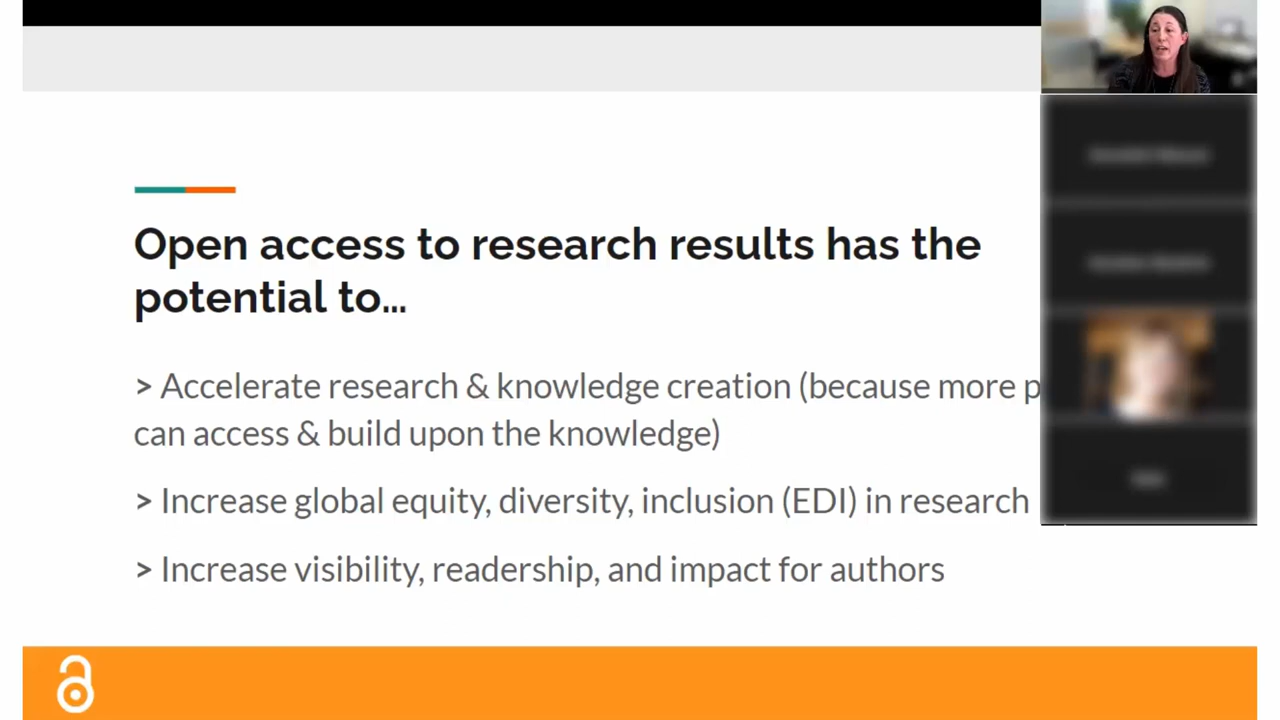 Open access to research results has the
potential to...
> Accelerate research & knowledge creation (because more p
can access & build upon the knowledge)
> Increase global equity, diversity, inclusion (EDI) in research
> Increase visibility, readership, and impact for authors